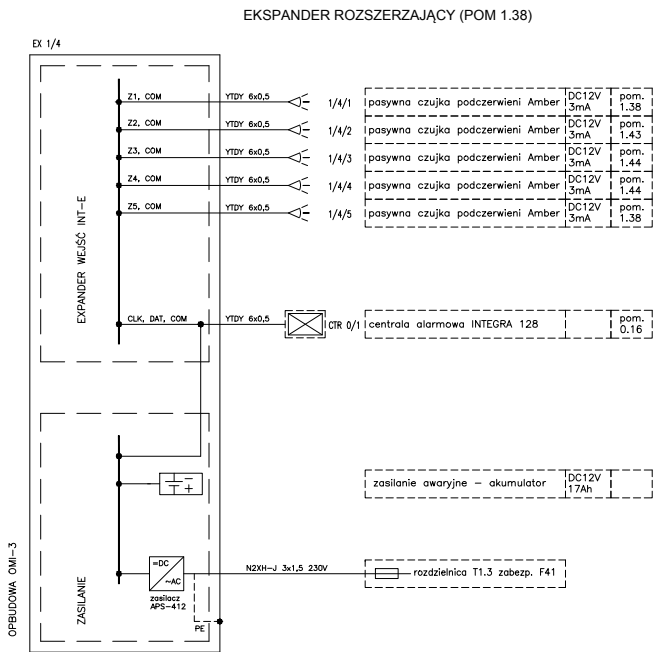 EKSPANDER ROZSZERZAJĄCY (POM 1.38)
EX 1/4
Z1, COM
YTDY 6x0,5
1/4/1
pasywna czujka podczerwieni Amber
DC12V
3mA
pom.
1.38
Z2, COM
YTDY 6x0,5
1/4/2
pasywna czujka podczerwieni Amber
DC12V
3mA
pom.
1.43
Z3, COM
YTDY 6x0,5
1/4/3
pasywna czujka podczerwieni Amber
DC12V
3mA
pom.
1.44
Z4, COM
YTDY 6x0,5
1/4/4
pasywna czujka podczerwieni Amber
DC12V
3mA
pom.
1.44
Z5, COM
YTDY 6x0,5
1/4/5
pasywna czujka podczerwieni Amber
DC12V
3mA
pom.
1.38
EXPANDER WEJŚĆ INT-E
CLK, DAT, COM
YTDY 6x0,5
CTR 0/1
centrala alarmowa INTEGRA 128
pom.
0.16
zasilanie awaryjne – akumulator
DC12V
17Ah
OPBUDOWA OMI-3
ZASILANIE
=DC
~AC
zasilacz
APS-412
PE
N2XH-J 3x1,5 230V
rozdzielnica T1.3 zabezp. F41